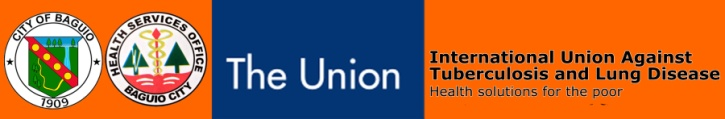 CITY OF BAGUIO
1909
HEALTH SERVICES OFFICE
BAGUIO CITY
The Union
International Union Against
Tuberculosis and Lung Disease
Health solutions for the poor